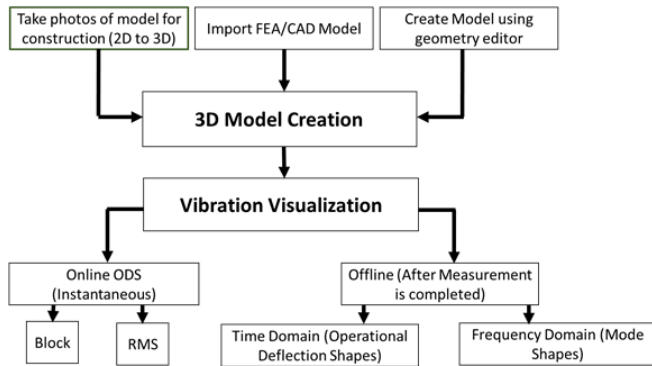 Take photos of model for
construction (2D to 3D)
Import FEA/CAD Model
Create Model using
geometry editor
3D Model Creation
Vibration Visualization
Online ODS
(Instantaneous)
Offline (After Measurement
is completed)
Block
RMS
Time Domain (Operational
Deflection Shapes)
Frequency Domain (Mode
Shapes)